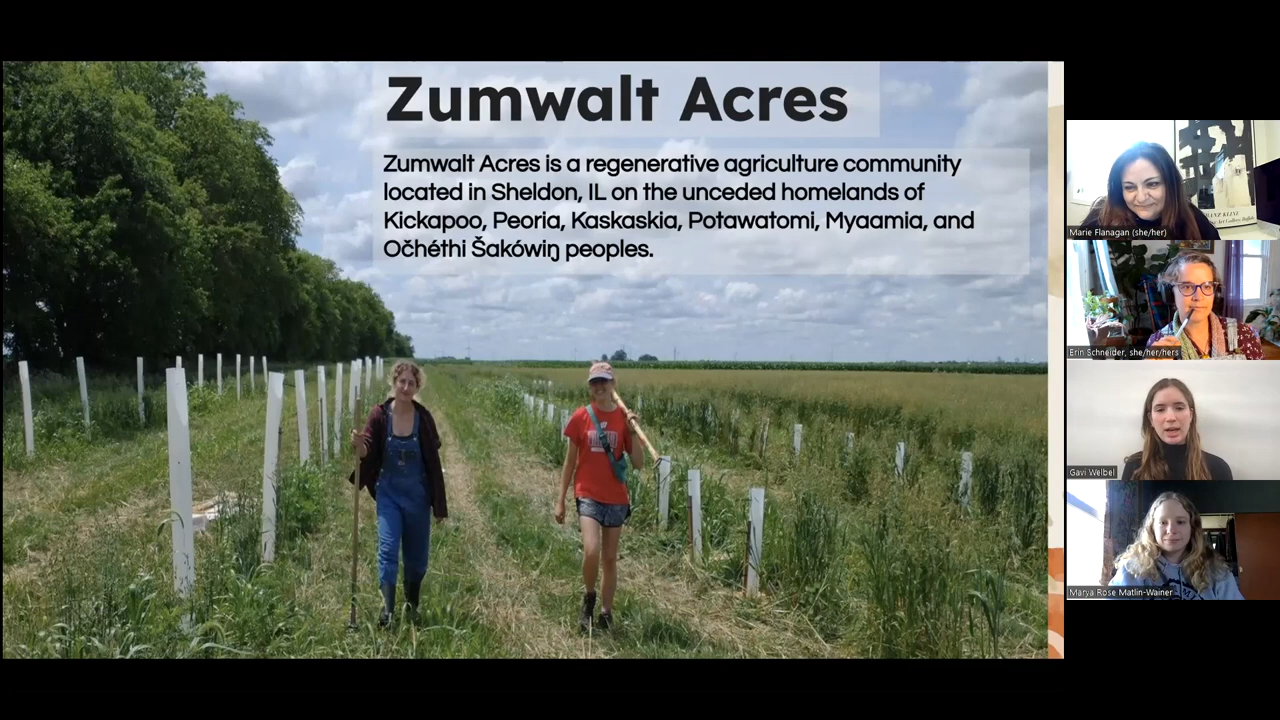 Zumwalt Acres
Zumwalt Acres is a regenerative agriculture community
located in Sheldon, IL on the unceded homelands of
Kickapoo, Peoria, Kaskaskia, Potawatomi, Myaamia, and
Očhéthi Šakówiŋ peoples.
FRANZ KLINE
Marie Flanagan (she/her)
Erin Schneider, she/her/hers
Gavi Welbel
Marya Rose Matlin-Wainer